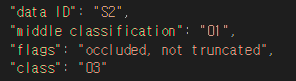 "data ID": "S2",
"middle classification": "01",
"flags": "occluded, not truncated",
"class": "03"